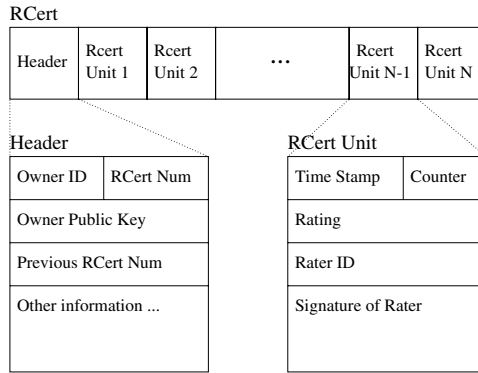 RCert
Header
Rcert Unit 1
Rcert Unit 2
...
Rcert Unit N-1
Rcert Unit N
Header
Owner ID
RCert Num
Owner Public Key
Previous RCert Num
Other information ...
RCert Unit
Time Stamp
Counter
Rating
Rater ID
Signature of Rater